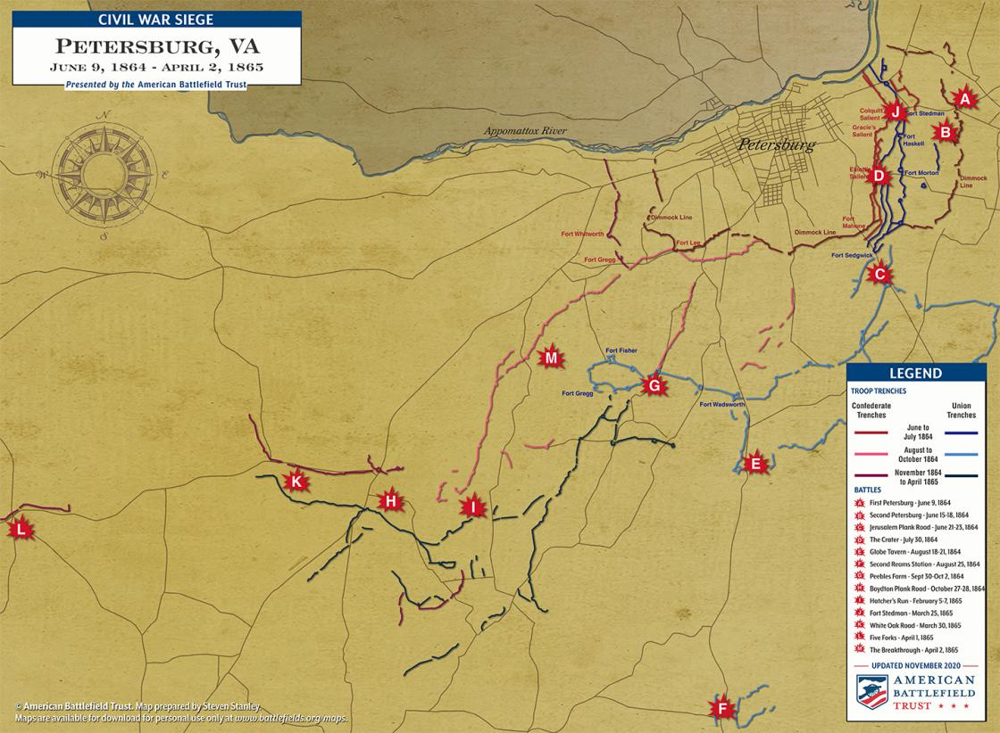 CIVIL WAR SIEGE
PETERSBURG, VA
JUNE 9, 1864 - APRIL 2, 1865
Presented by the American Battlefield Trust
N
W
E
S
Appomattox River
Petersburg
Colquitt's
Salient
Gracie's
Salient
Elliott's
Salient
Fort
Mahone
Fort Stedman
Fort
Haskell
Fort Morton
Dimmock
Line
Dimmock Line
Dimmock Line
Fort Whitworth
Fort Lee
Fort Gregg
Fort Sedgwick
Fort Fisher
Fort Gregg
Fort Wadsworth
A
B
C
D
E
F
G
H
I
J
K
L
M
LEGEND
TROOP TRENCHES
Confederate
Trenches
Union
Trenches
June to
July 1864
August to
October 1864
November 1864
to April 1865
BATTLES
A First Petersburg - June 9, 1864
B Second Petersburg - June 15-18, 1864
C Jerusalem Plank Road - June 21-23, 1864
D The Crater - July 30, 1864
E Globe Tavern - August 18-21, 1864
F Second Reams Station - August 25, 1864
G Peebles Farm - Sept 30-Oct 2, 1864
H Boydton Plank Road - October 27-28, 1864
I Hatcher's Run - February 5-7, 1865
J Fort Stedman - March 25, 1865
K White Oak Road - March 30, 1865
L Five Forks - April 1, 1865
M The Breakthrough - April 2, 1865
UPDATED NOVEMBER 2020
AMERICAN
BATTLEFIELD
TRUST
© American Battlefield Trust. Map prepared by Steven Stanley.
Maps are available for download for personal use only at www.battlefields.org/maps.